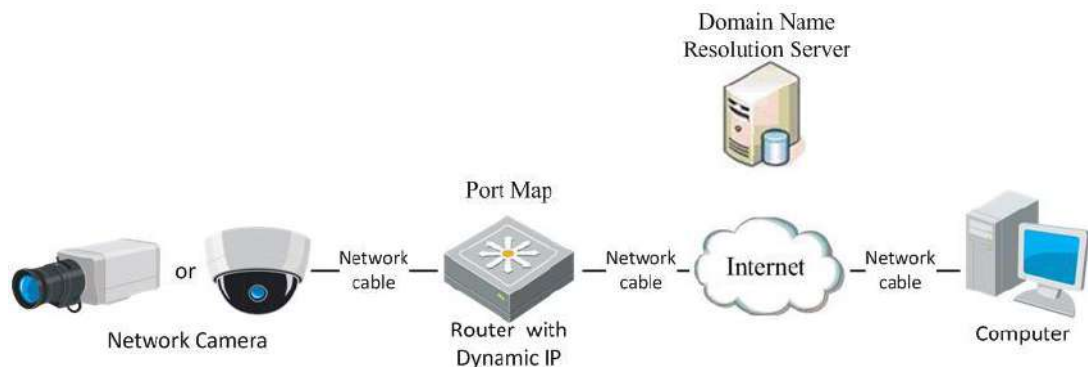 Domain Name
Resolution Server
Port Map
or
Network
cable
Network
cable
Internet
Network
cable
Network Camera
Router with
Dynamic IP
Computer